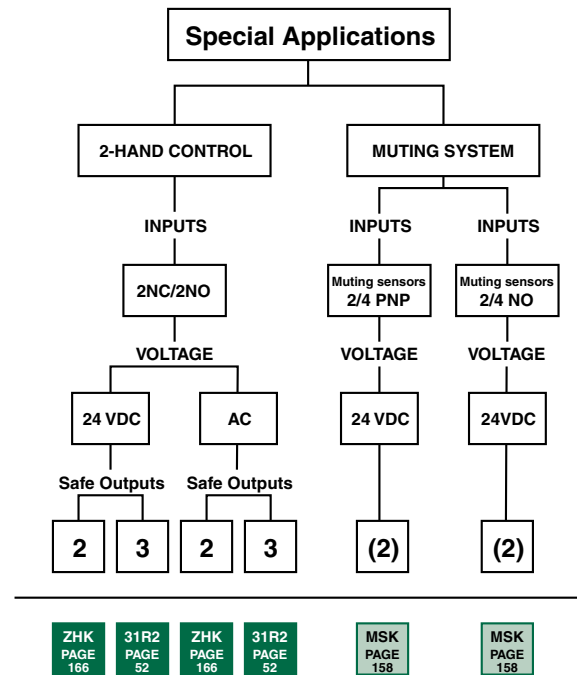 Special Applications
2-HAND CONTROL
MUTING SYSTEM
INPUTS
INPUTS
INPUTS
2NC/2NO
Muting sensors
2/4 PNP
Muting sensors
2/4 NO
VOLTAGE
VOLTAGE
VOLTAGE
24 VDC
AC
24 VDC
24VDC
Safe Outputs
Safe Outputs
2
3
2
3
(2)
(2)
ZHK
PAGE
166
31R2
PAGE
52
ZHK
PAGE
166
31R2
PAGE
52
MSK
PAGE
158
MSK
PAGE
158